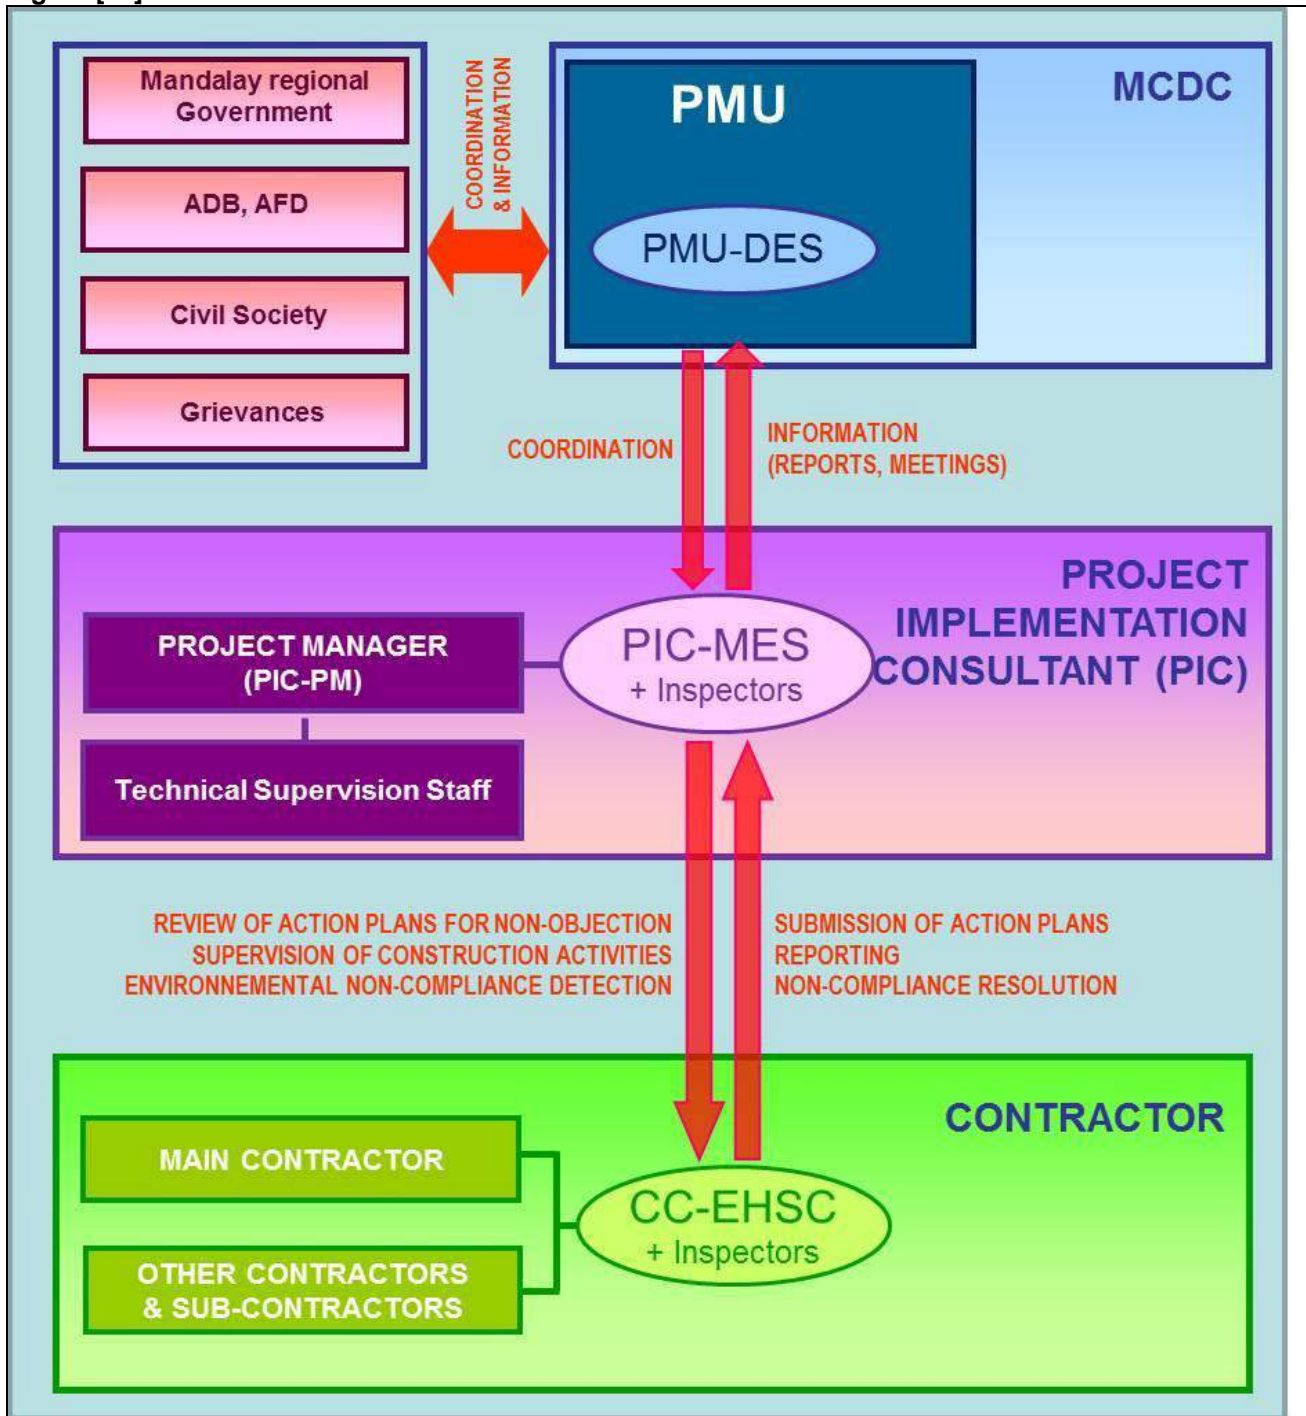 Mandalay regional
Government
ADB, AFD
Civil Society
Grievances
COORDINATION
& INFORMATION
MCDC
PMU
PMU-DES
COORDINATION
INFORMATION
(REPORTS, MEETINGS)
PROJECT
IMPLEMENTATION
CONSULTANT (PIC)
PROJECT MANAGER
(PIC-PM)
Technical Supervision Staff
PIC-MES
+ Inspectors
REVIEW OF ACTION PLANS FOR NON-OBJECTION
SUPERVISION OF CONSTRUCTION ACTIVITIES
ENVIRONNEMENTAL NON-COMPLIANCE DETECTION
SUBMISSION OF ACTION PLANS
REPORTING
NON-COMPLIANCE RESOLUTION
CONTRACTOR
MAIN CONTRACTOR
OTHER CONTRACTORS
& SUB-CONTRACTORS
CC-EHSC
+ Inspectors